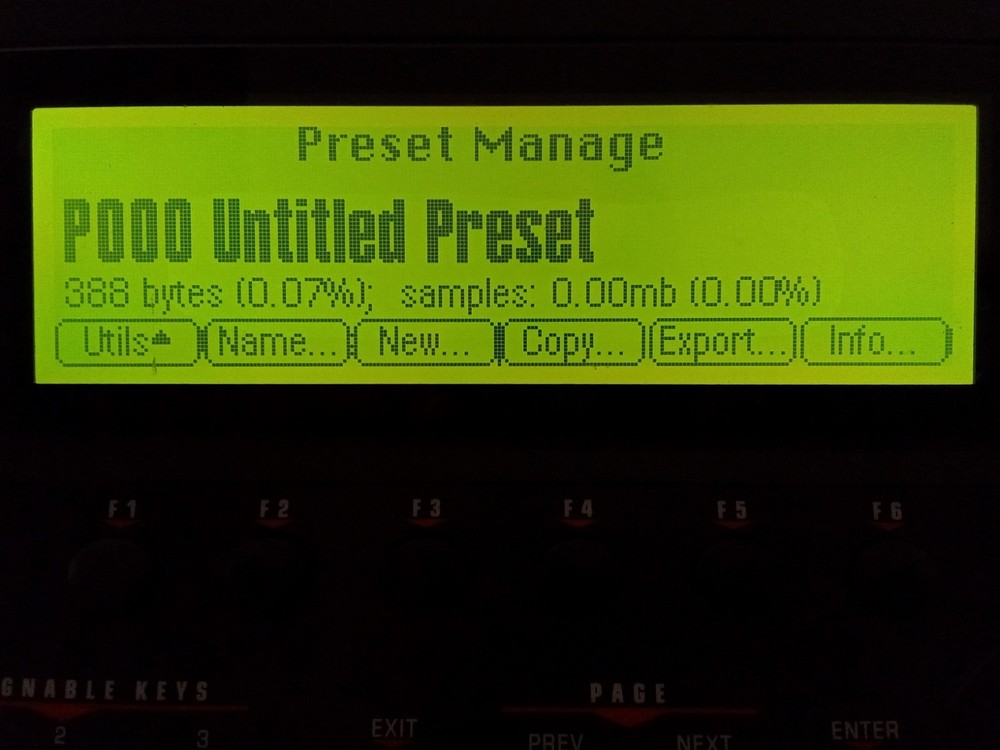 Preset Manage
P000 Untitled Preset
388 bytes (0.07%);  samples: 0.00mb (0.00%)
Utils Name... New... Copy... Export... Info...
F1 F2 F3 F4 F5 F6
GNABLE KEYS PAGE
2 3 EXIT PREV NEXT ENTER